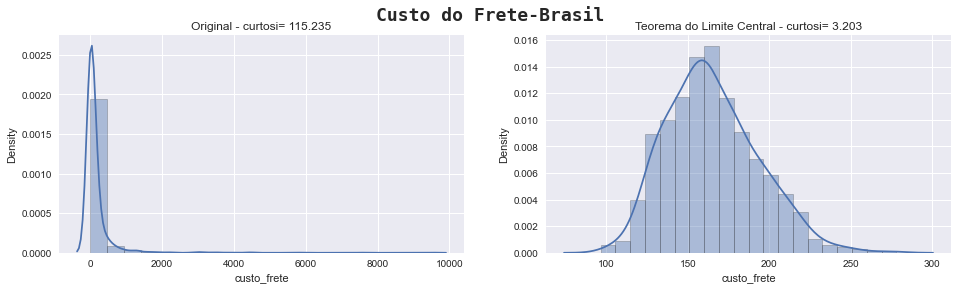 Custo do Frete-Brasil
Original - curtosi= 115.235
0.0025
0.0020
0.0015
0.0010
0.0005
0.0000
Density
0 2000 4000 6000 8000 10000
custo_frete
Teorema do Limite Central - curtosi= 3.203
0.016
0.014
0.012
0.010
0.008
0.006
0.004
0.002
0.000
Density
100 150 200 250 300
custo_frete